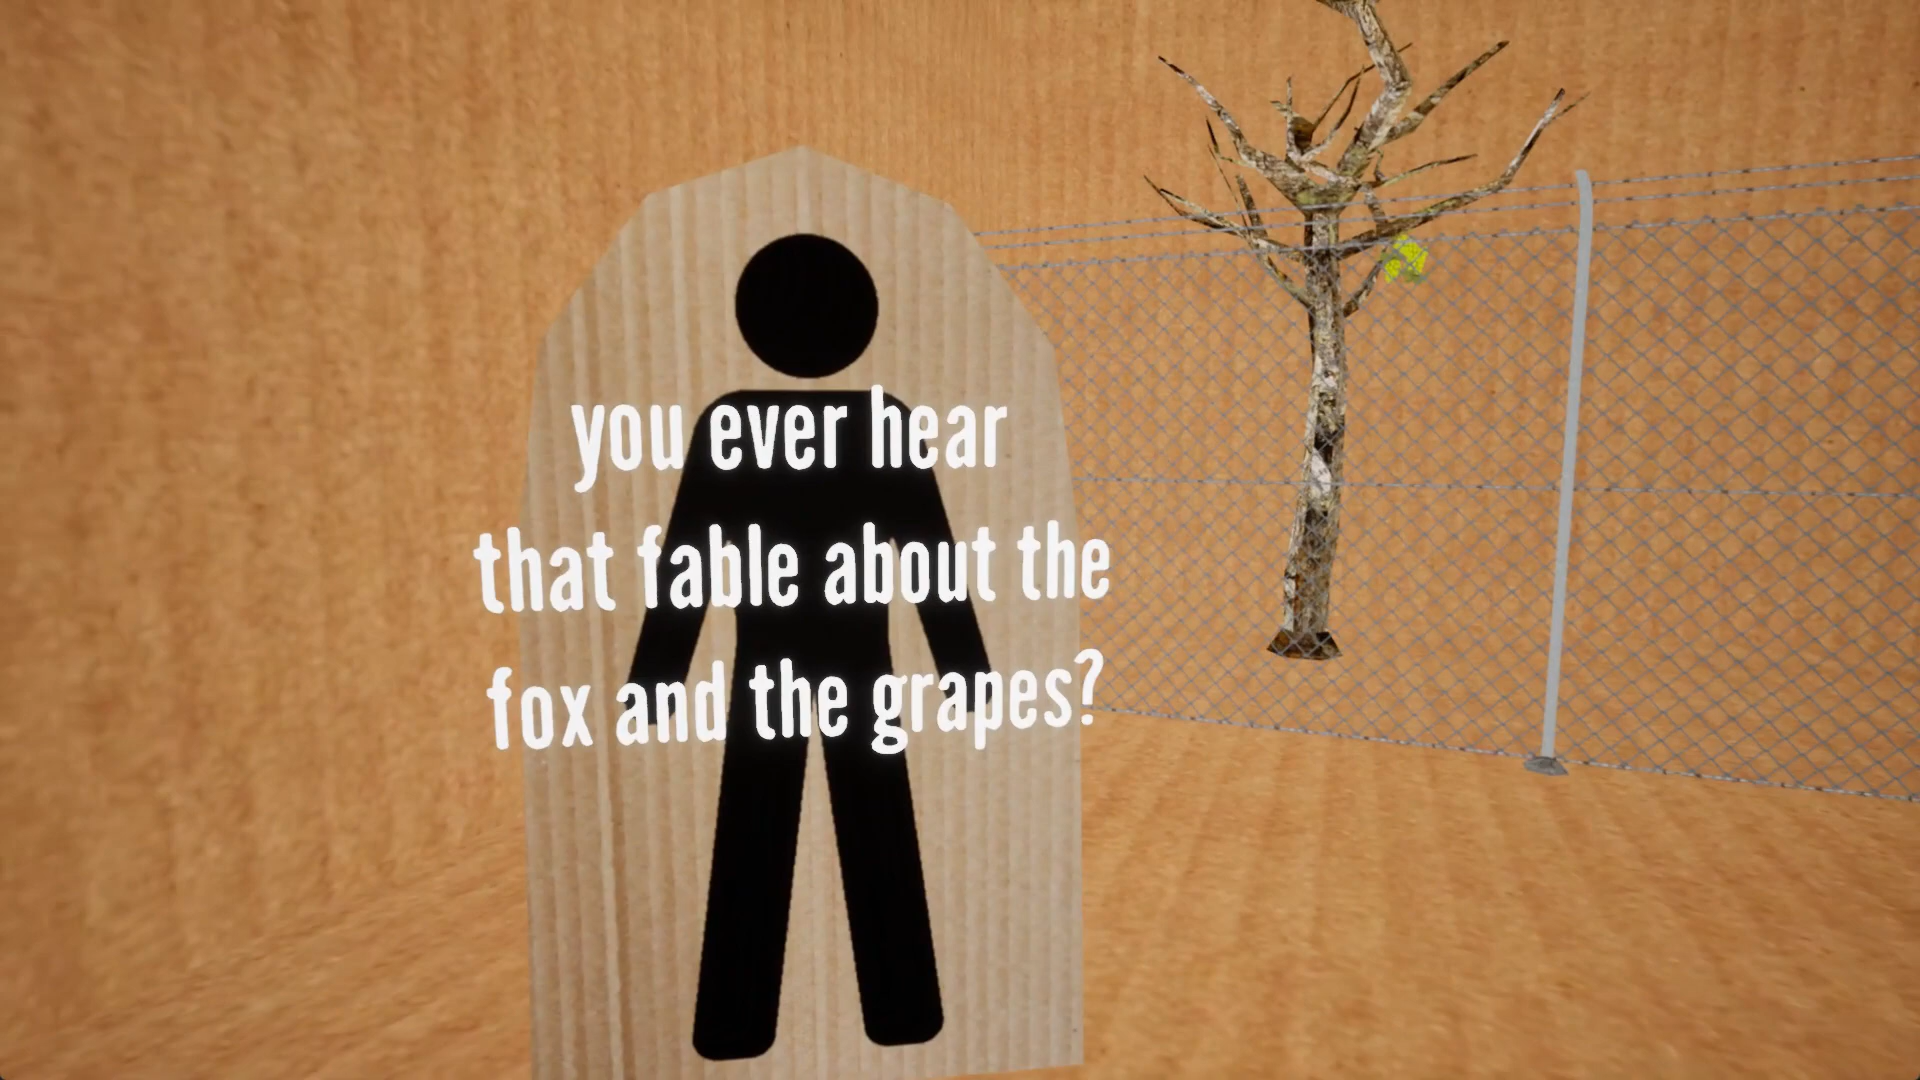 you ever hear
that fable about the
fox and the grapes?